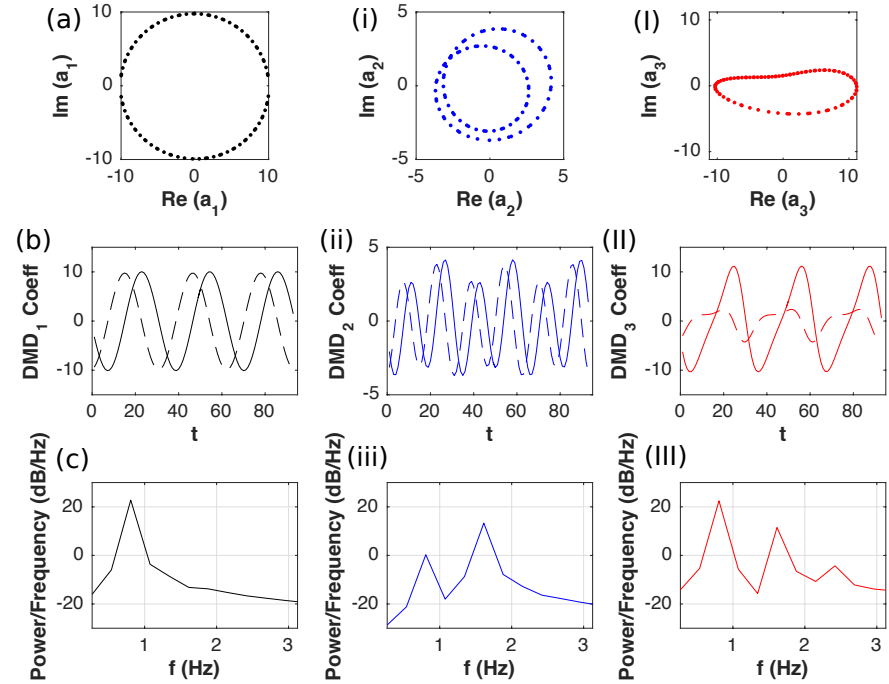 (a)
(i)
(I)
10
0
-10
-10
0
10
Im (a1)
Re (a1)
5
0
-5
-5
0
5
Im (a2)
Re (a2)
10
0
-10
-10
0
10
Im (a3)
Re (a3)
(b)
(ii)
(II)
10
0
-10
0
20
40
60
80
DMD1 Coeff
t
5
0
-5
0
20
40
60
80
DMD2 Coeff
t
10
0
-10
0
20
40
60
80
DMD3 Coeff
t
(c)
(iii)
(III)
20
0
-20
1
2
3
Power/Frequency (dB/Hz)
f (Hz)
20
0
-20
1
2
3
Power/Frequency (dB/Hz)
f (Hz)
20
0
-20
1
2
3
Power/Frequency (dB/Hz)
f (Hz)